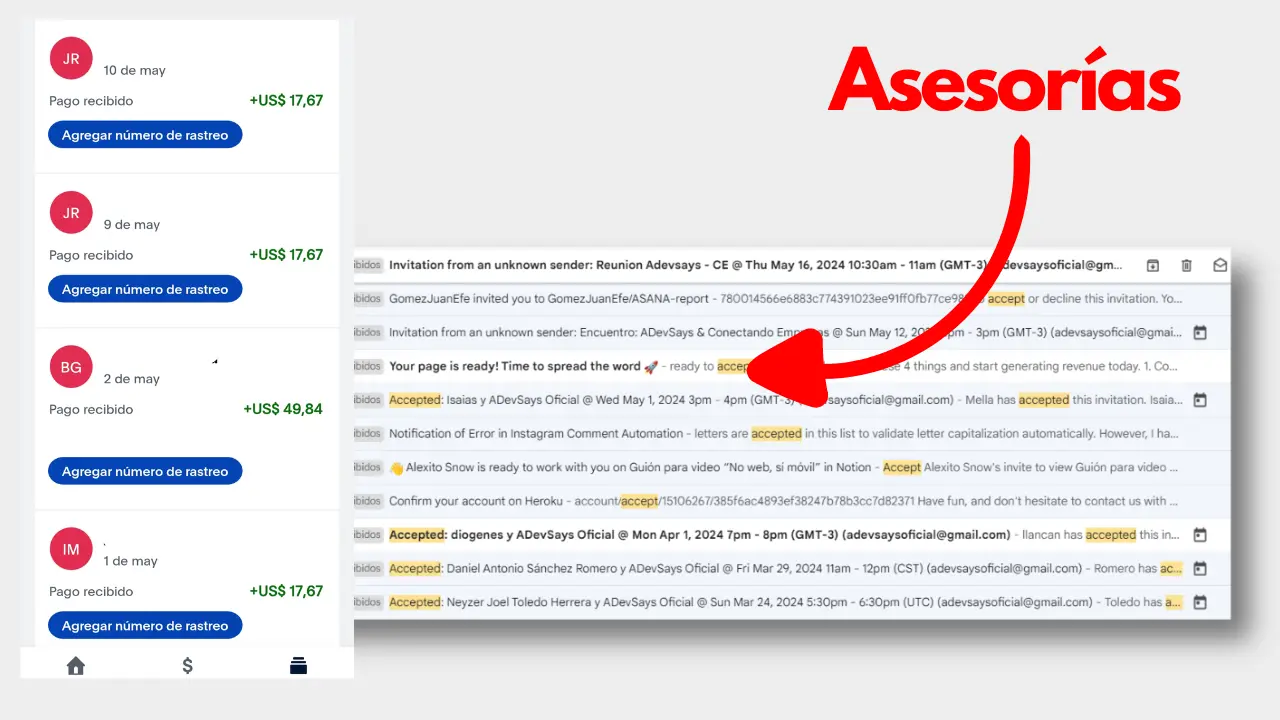 JR
10 de may
Pago recibido
+US$ 17,67
Agregar número de rastreo
JR
9 de may
Pago recibido
+US$ 17,67
Agregar número de rastreo
BG
2 de may
Pago recibido
+US$ 49,84
Agregar número de rastreo
IM
1 de may
Pago recibido
+US$ 17,67
Agregar número de rastreo
$
Asesorías
ibidos Invitation from an unknown sender: Reunion Adevsays - CE @ Thu May 16, 2024 10:30am - 11am (GMT-3) devsaysoficial@gm...
ibidos GomezJuanEfe invited you to GomezJuanEfe/ASANA-report - 780014566e6883c774391023ee91ff0fb77ce9 accept or decline this invitation. Yo...
ibidos Invitation from an unknown sender: Encuentro: ADevSays & Conectando @ Sun May 12, - 3pm (GMT-3) (adevsaysoficial@gmai...
ibidos Your page is ready! Time to spread the word 🚀 - ready to 4 things and start generating revenue today. 1. Co...
ibidos Accepted: Isaias y ADevSays Oficial @ Wed May 1, 2024 3pm - 4pm (GMT-3) saysoficial@gmail.com) - Mella has accepted this invitation. Isaia...
ibidos Notification of Error in Instagram Comment Automation - letters are accepted in this list to validate letter capitalization automatically. However, I ha...
ibidos 👋 Alexito Snow is ready to work with you on Guión para video “No web, si móvil” in Notion - Accept Alexito Snow's invite to view Guión para video ...
ibidos Confirm your account on Heroku - account/accept/15106267/385f6ac4893ef38247b78b3cc7d82371 Have fun, and don't hesitate to contact us with ...
ibidos Accepted: diogenes y ADevSays Oficial @ Mon Apr 1, 2024 7pm - 8pm (GMT-3) (adevsaysoficial@gmail.com) - llancan has accepted this in...
ibidos Accepted: Daniel Antonio Sánchez Romero y ADevSays Oficial @ Fri Mar 29, 2024 11am - 12pm (CST) (adevsaysoficial@gmail.com) - Romero has ac...
ibidos Accepted: Neyzer Joel Toledo Herrera y ADevSays Oficial @ Sun Mar 24, 2024 5:30pm - 6:30pm (UTC) (adevsaysoficial@gmail.com) - Toledo has a...